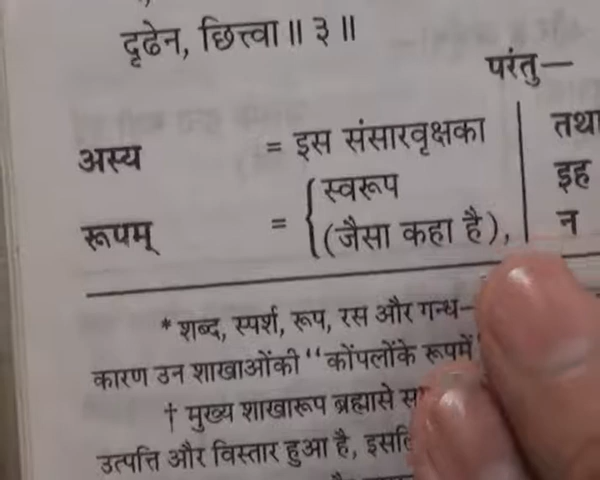 दृढेन, छित्त्वा ॥ ३ ॥
परंतु—
अस्य = इस संसारवृक्षका तथा
रूपम् = { स्वरूप इह
(जैसा कहा है), न
* शब्द, स्पर्श, रूप, रस और गन्ध—
कारण उन शाखाओंकी “कोंपलोंके रूपमें
† मुख्य शाखारूप ब्रह्मासे
उत्पत्ति और विस्तार हुआ है,